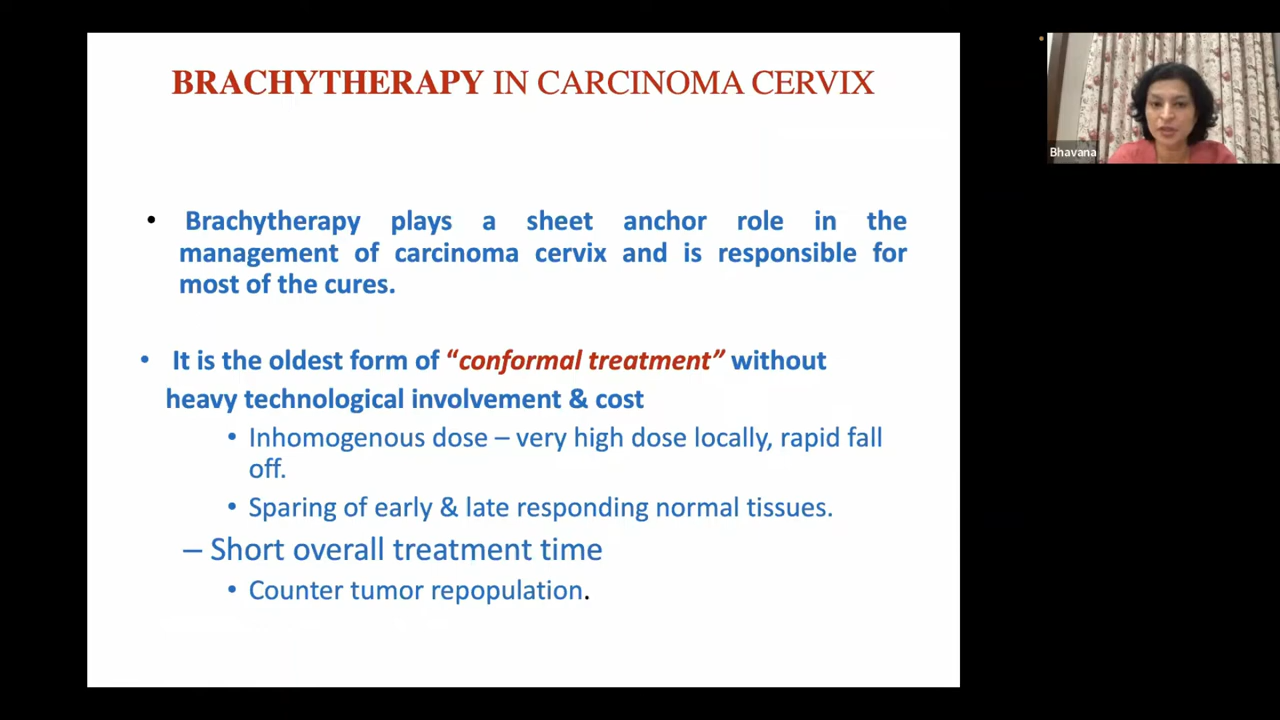 BRACHYTHERAPY IN CARCINOMA CERVIX
Bhavana
• Brachytherapy plays a sheet anchor role in the
management of carcinoma cervix and is responsible for
most of the cures.
• It is the oldest form of “conformal treatment” without
heavy technological involvement & cost
• Inhomogenous dose – very high dose locally, rapid fall
off.
• Sparing of early & late responding normal tissues.
– Short overall treatment time
• Counter tumor repopulation.